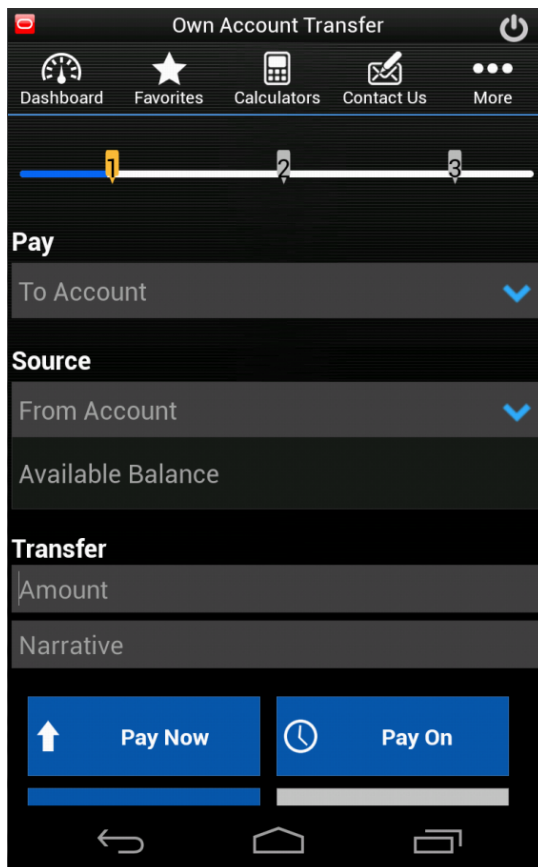 Own Account Transfer
Dashboard Favorites Calculators Contact Us More
1 2 3
Pay
To Account
Source
From Account
Available Balance
Transfer
Amount
Narrative
Pay Now Pay On